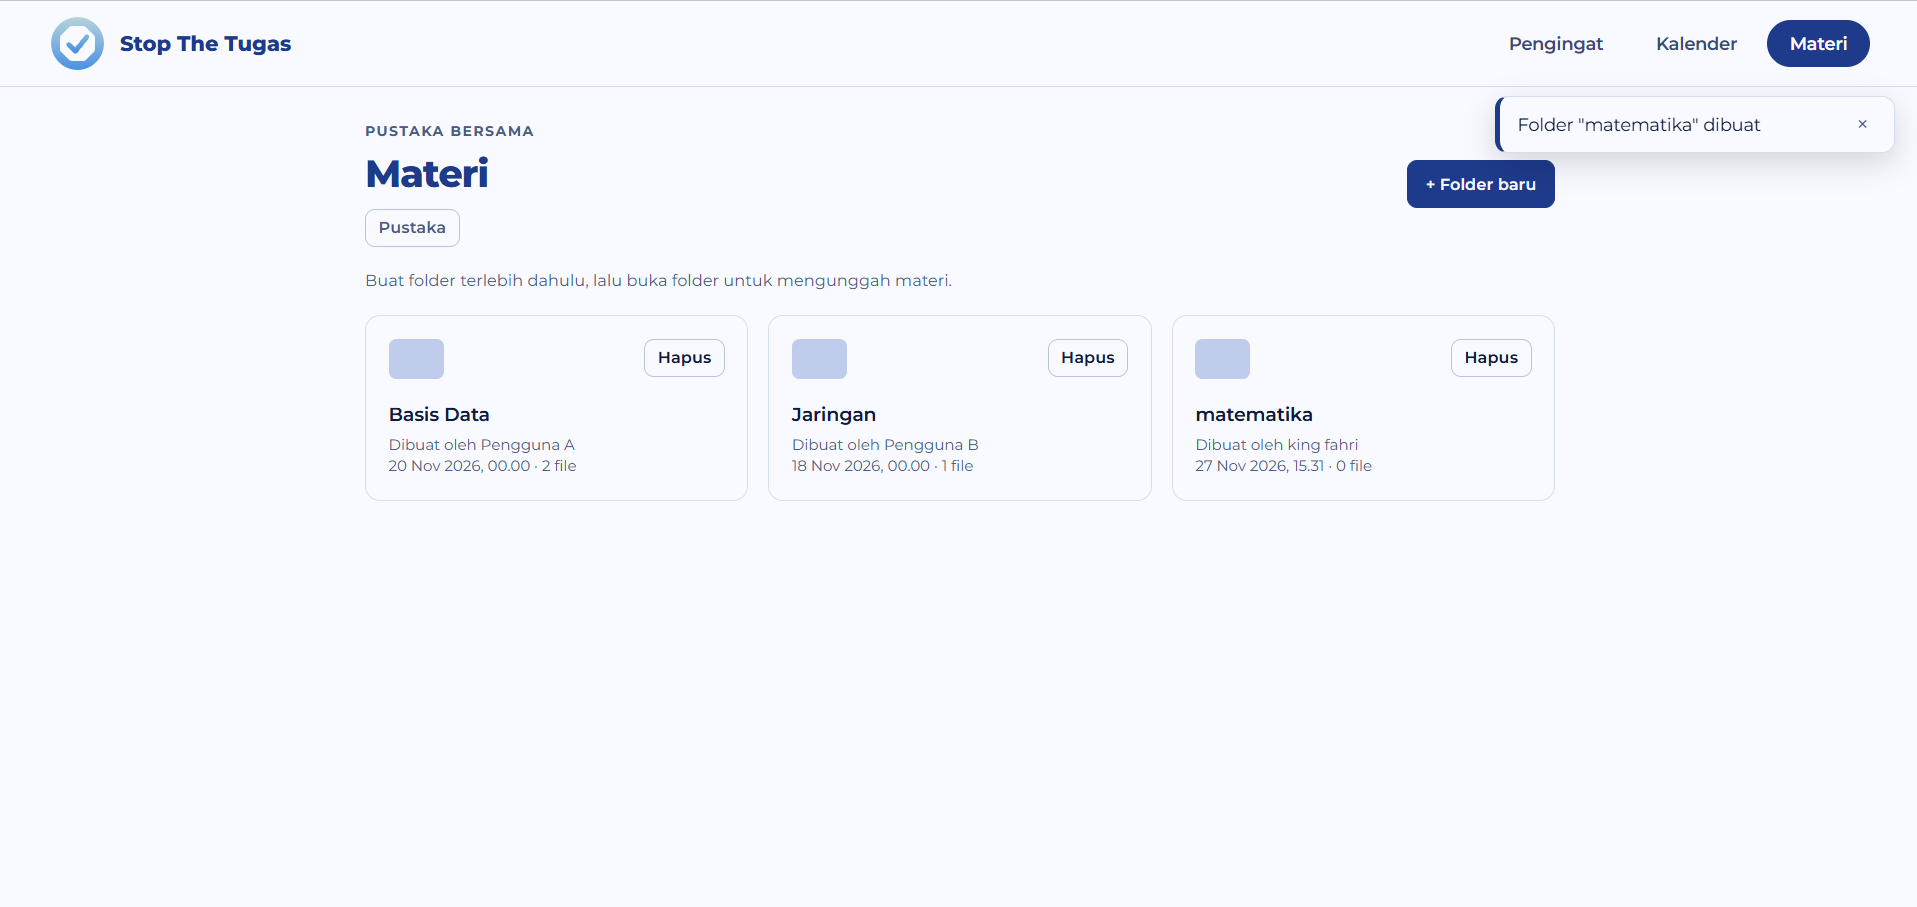 Stop The Tugas
Pengingat
Kalender
Materi
Folder "matematika" dibuat
×
PUSTAKA BERSAMA
Materi
+ Folder baru
Pustaka
Buat folder terlebih dahulu, lalu buka folder untuk mengunggah materi.
Hapus
Basis Data
Dibuat oleh Pengguna A
20 Nov 2026, 00.00 · 2 file
Hapus
Jaringan
Dibuat oleh Pengguna B
18 Nov 2026, 00.00 · 1 file
Hapus
matematika
Dibuat oleh king fahri
27 Nov 2026, 15.31 · 0 file